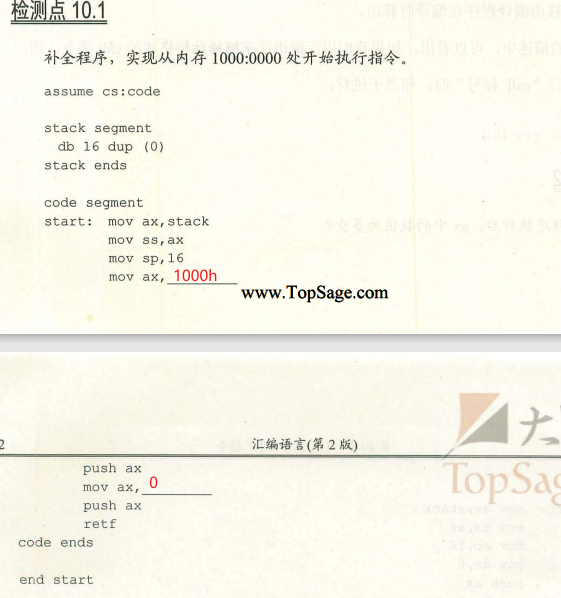 检测点 10.1
补全程序，实现从内存 1000:0000 处开始执行指令。
assume cs:code
stack segment
db 16 dup (0)
stack ends
code segment
start: mov ax,stack
mov ss,ax
mov sp,16
mov ax, 1000h
www.TopSage.com
2 汇编语言(第 2 版)
大
TopSag
push ax
mov ax, 0
push ax
retf
code ends
end start